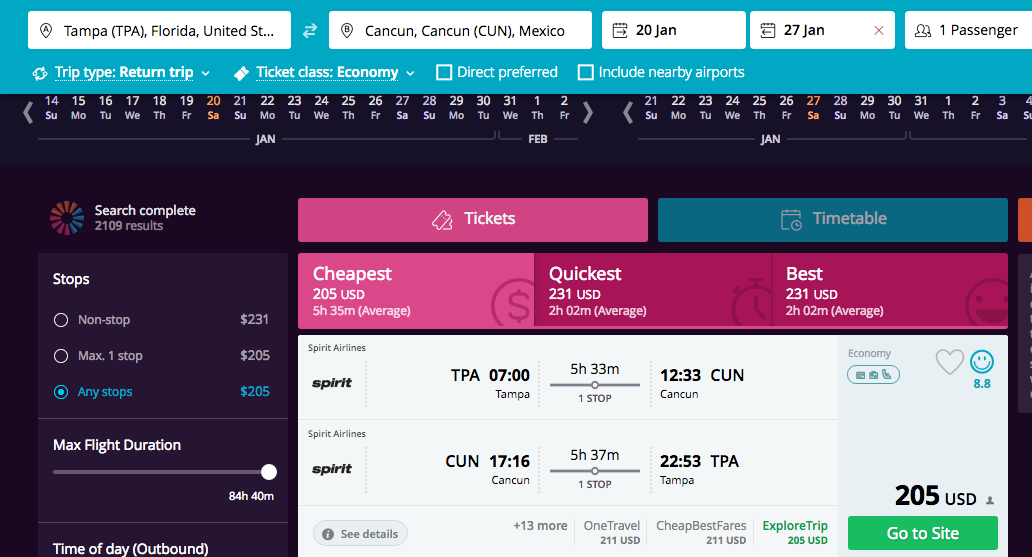 Tampa (TPA), Florida, United St...
Cancun, Cancun (CUN), Mexico
20 Jan
27 Jan
1 Passenger
Trip type: Return trip
Ticket class: Economy
Direct preferred
Include nearby airports
14 15 16 17 18 19 20 21 22 23 24 25 26 27 28 29 30 31 1 2
Su Mo Tu We Th Fr Sa Su Mo Tu We Th Fr Sa Su Mo Tu We Th Fr
JAN FEB
21 22 23 24 25 26 27 28 29 30 31 1 2 3
Su Mo Tu We Th Fr Sa Su Mo Tu We Th Fr Sa
JAN
Search complete
2109 results
Tickets
Timetable
Stops
Non-stop $231
Max. 1 stop $205
Any stops $205
Max Flight Duration
84h 40m
Time of day (Outbound)
Cheapest
205 USD
5h 35m (Average)
Quickest
231 USD
2h 02m (Average)
Best
231 USD
2h 02m (Average)
Spirit Airlines
spirit
TPA 07:00
Tampa
5h 33m
1 STOP
12:33 CUN
Cancun
Spirit Airlines
spirit
CUN 17:16
Cancun
5h 37m
1 STOP
22:53 TPA
Tampa
Economy
8.8
205 USD
Go to Site
See details
+13 more
OneTravel
211 USD
CheapBestFares
211 USD
ExploreTrip
205 USD